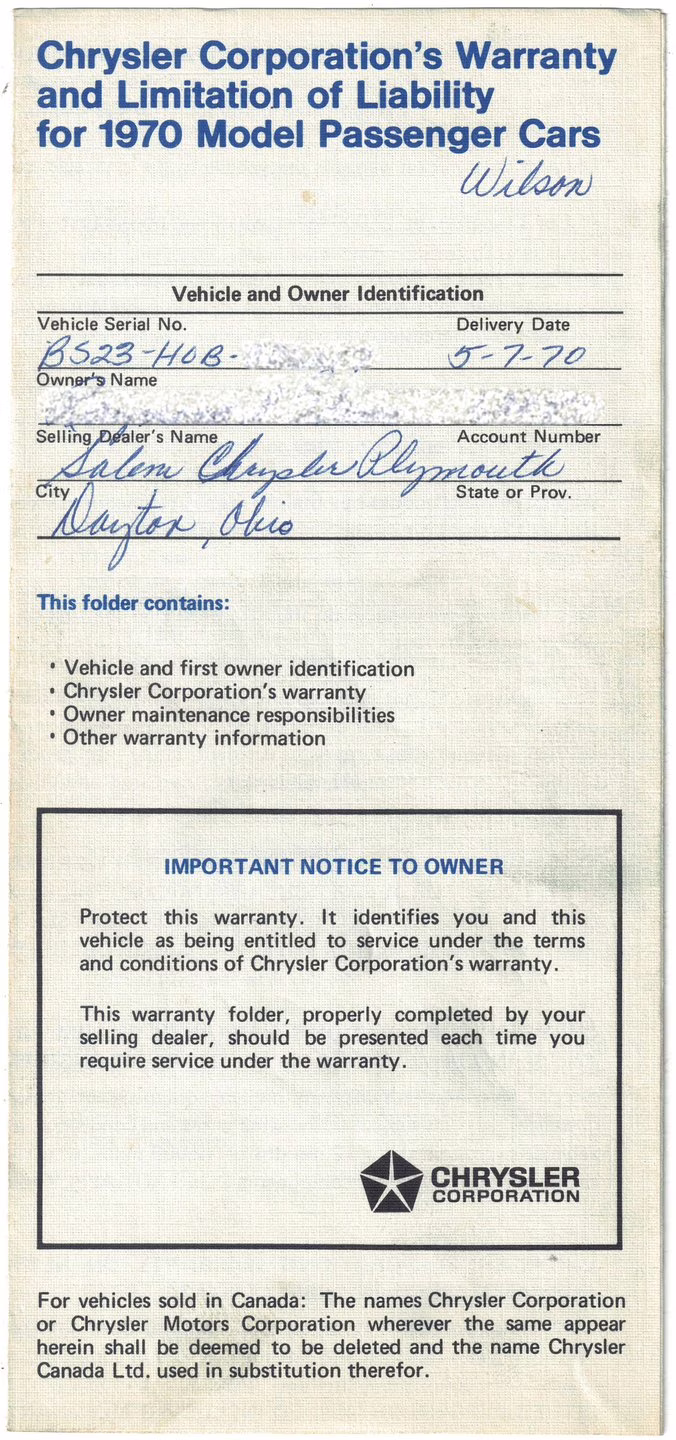 Chrysler Corporation's Warranty
and Limitation of Liability
for 1970 Model Passenger Cars
Wilson
Vehicle and Owner Identification
Vehicle Serial No. Delivery Date
BS23-H0B- 5-7-70
Owner's Name
Selling Dealer's Name Account Number
Salem Chrysler Plymouth
City State or Prov.
Dayton, Ohio
This folder contains:
• Vehicle and first owner identification
• Chrysler Corporation's warranty
• Owner maintenance responsibilities
• Other warranty information
IMPORTANT NOTICE TO OWNER
Protect this warranty. It identifies you and this
vehicle as being entitled to service under the terms
and conditions of Chrysler Corporation's warranty.
This warranty folder, properly completed by your
selling dealer, should be presented each time you
require service under the warranty.
CHRYSLER
CORPORATION
For vehicles sold in Canada: The names Chrysler Corporation
or Chrysler Motors Corporation wherever the same appear
herein shall be deemed to be deleted and the name Chrysler
Canada Ltd. used in substitution therefor.